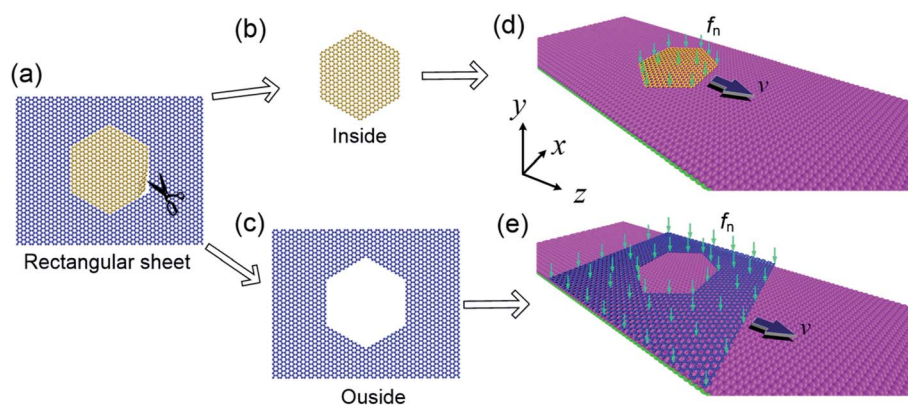 (a)
Rectangular sheet
(b)
Inside
(c)
Ouside
(d)
fn
v
y
x
z
(e)
fn
v